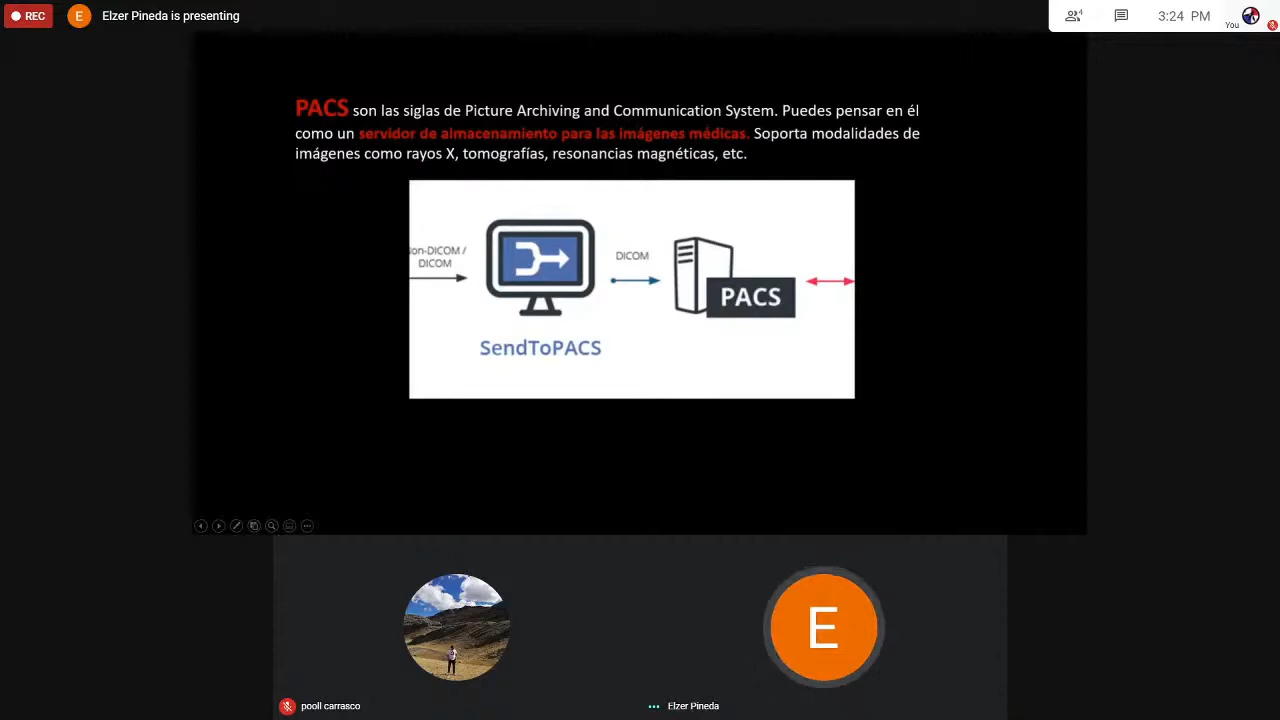 REC
E
Elzer Pineda is presenting
4
3:24 PM
You
PACS son las siglas de Picture Archiving and Communication System. Puedes pensar en él
como un servidor de almacenamiento para las imágenes médicas. Soporta modalidades de
imágenes como rayos X, tomografías, resonancias magnéticas, etc.
/
DICOM
DICOM
PACS
SendToPACS
E
pooll carrasco
Elzer Pineda